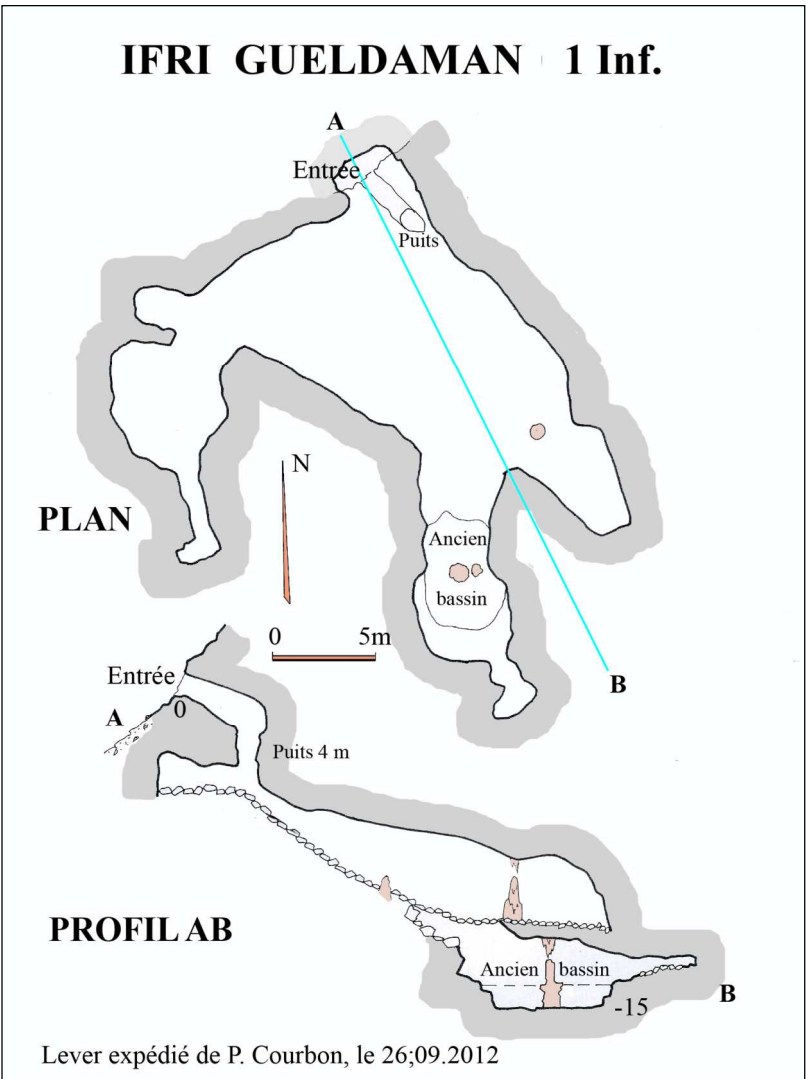 IFRI GUELDAMAN 1 Inf.
A
Entrée
Puits
N
PLAN
Ancien
bassin
0 5m
B
Entrée
A
0
Puits 4 m
PROFIL AB
Ancien bassin
-15
B
Lever expédié de P. Courbon, le 26;09.2012